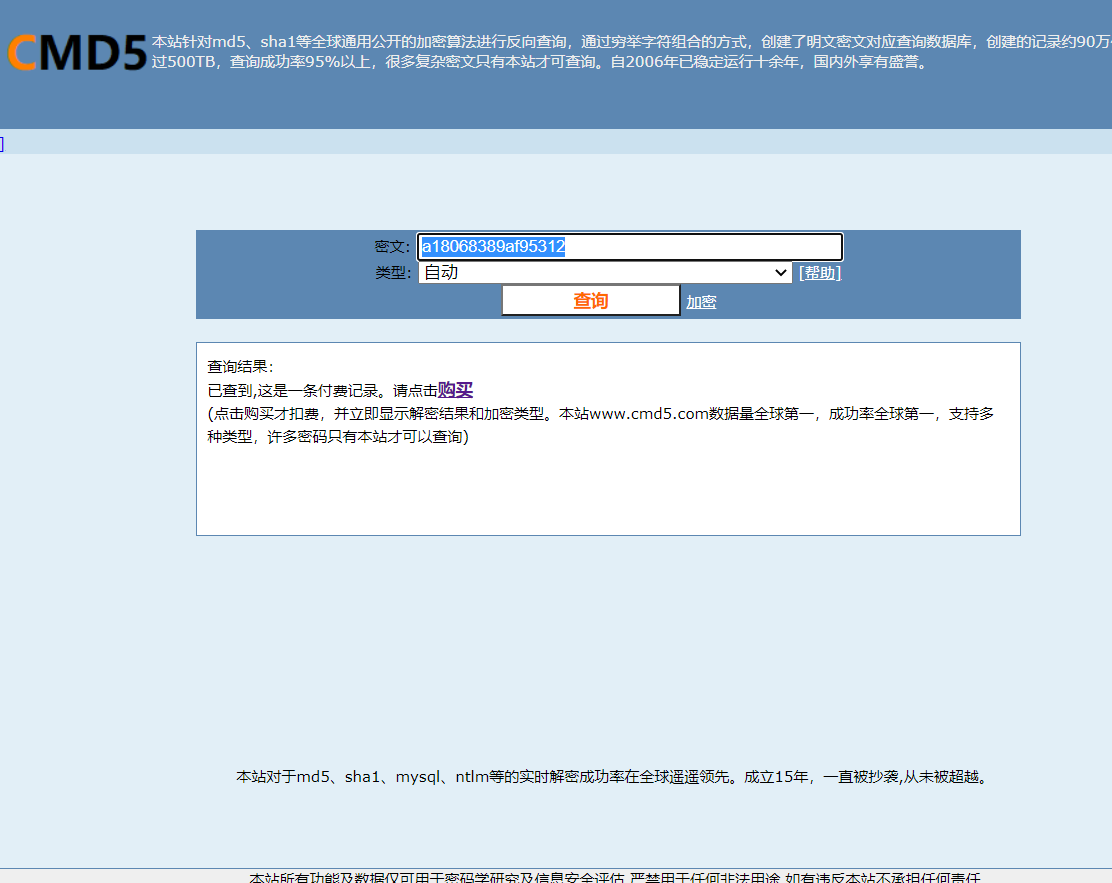 CMD5
本站针对md5、sha1等全球通用公开的加密算法进行反向查询，通过穷举字符组合的方式，创建了明文密文对应查询数据库，创建的记录约90万
过500TB，查询成功率95%以上，很多复杂密文只有本站才可查询。自2006年已稳定运行十余年，国内外享有盛誉。
]
密文: a18068389af95312
类型: 自动 [帮助]
查询 加密
查询结果:
已查到,这是一条付费记录。请点击购买
(点击购买才扣费，并立即显示解密结果和加密类型。本站www.cmd5.com数据量全球第一，成功率全球第一，支持多
种类型，许多密码只有本站才可以查询)
本站对于md5、sha1、mysql、ntlm等的实时解密成功率在全球遥遥领先。成立15年，一直被抄袭,从未被超越。
本站所有功能及数据仅可用于密码学研究及信息安全评估,严禁用于任何非法用途,如有违反本站不承担任何责任